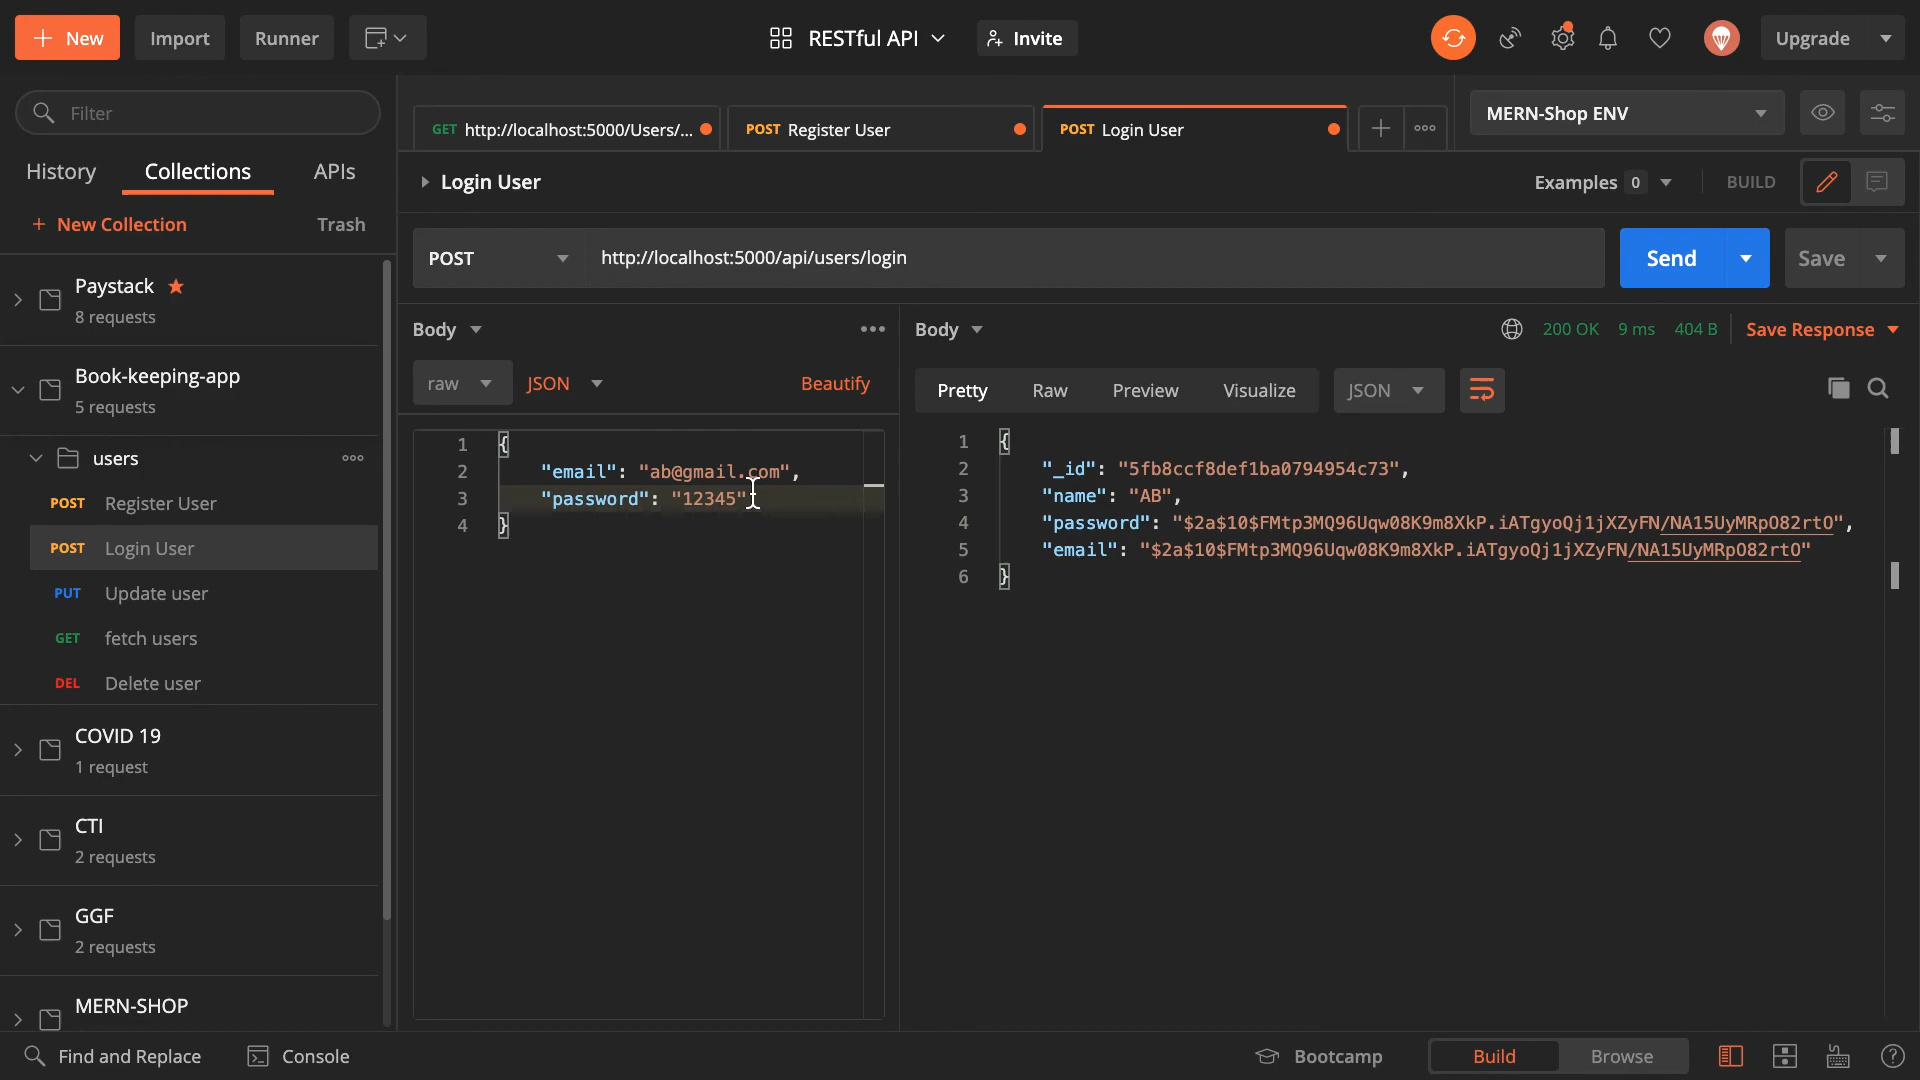 New
Import
Runner
RESTful API
Invite
Upgrade
Filter
History
Collections
APIs
+ New Collection
Trash
Paystack
8 requests
Book-keeping-app
5 requests
users
POST Register User
POST Login User
PUT Update user
GET fetch users
DEL Delete user
COVID 19
1 request
CTI
2 requests
GGF
2 requests
MERN-SHOP
GET http://localhost:5000/Users/...
POST Register User
POST Login User
MERN-Shop ENV
Login User
Examples 0
BUILD
POST
http://localhost:5000/api/users/login
Send
Save
Body
raw
JSON
Beautify
1 {
2 "email": "ab@gmail.com",
3 "password": "12345"
4 }
Body
200 OK 9 ms 404 B
Save Response
Pretty
Raw
Preview
Visualize
JSON
1 {
2 "_id": "5fb8ccf8def1ba0794954c73",
3 "name": "AB",
4 "password": "$2a$10$FMtp3MQ96Uqw08K9m8XkP.iATgyoQj1jXZyFN/NA15UyMRpO82rtO",
5 "email": "$2a$10$FMtp3MQ96Uqw08K9m8XkP.iATgyoQj1jXZyFN/NA15UyMRpO82rtO"
6 }
Find and Replace
Console
Bootcamp
Build
Browse